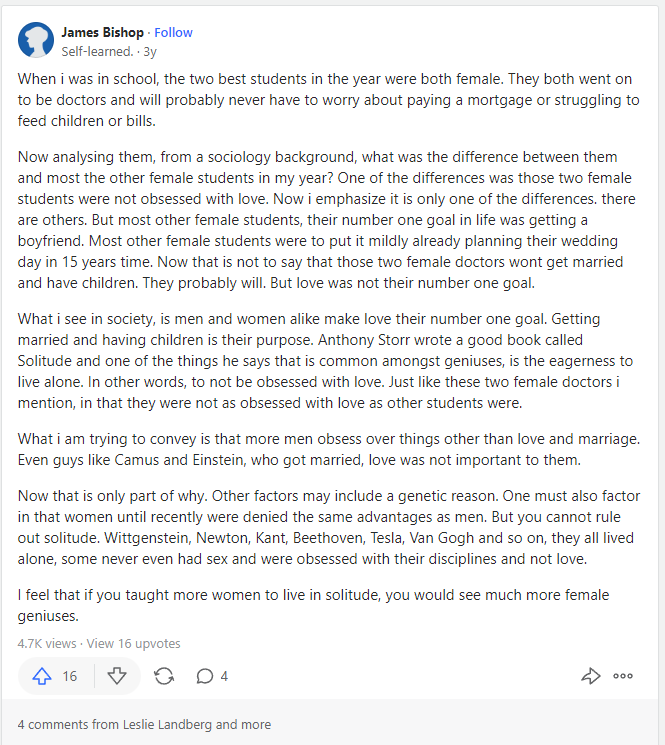 James Bishop · Follow
Self-learned. · 3y
When i was in school, the two best students in the year were both female. They both went on
to be doctors and will probably never have to worry about paying a mortgage or struggling to
feed children or bills.
Now analysing them, from a sociology background, what was the difference between them
and most the other female students in my year? One of the differences was those two female
students were not obsessed with love. Now i emphasize it is only one of the differences. there
are others. But most other female students, their number one goal in life was getting a
boyfriend. Most other female students were to put it mildly already planning their wedding
day in 15 years time. Now that is not to say that those two female doctors wont get married
and have children. They probably will. But love was not their number one goal.
What i see in society, is men and women alike make love their number one goal. Getting
married and having children is their purpose. Anthony Storr wrote a good book called
Solitude and one of the things he says that is common amongst geniuses, is the eagerness to
live alone. In other words, to not be obsessed with love. Just like these two female doctors i
mention, in that they were not as obsessed with love as other students were.
What i am trying to convey is that more men obsess over things other than love and marriage.
Even guys like Camus and Einstein, who got married, love was not important to them.
Now that is only part of why. Other factors may include a genetic reason. One must also factor
in that women until recently were denied the same advantages as men. But you cannot rule
out solitude. Wittgenstein, Newton, Kant, Beethoven, Tesla, Van Gogh and so on, they all lived
alone, some never even had sex and were obsessed with their disciplines and not love.
I feel that if you taught more women to live in solitude, you would see much more female
geniuses.
4.7K views · View 16 upvotes
16 4
4 comments from Leslie Landberg and more